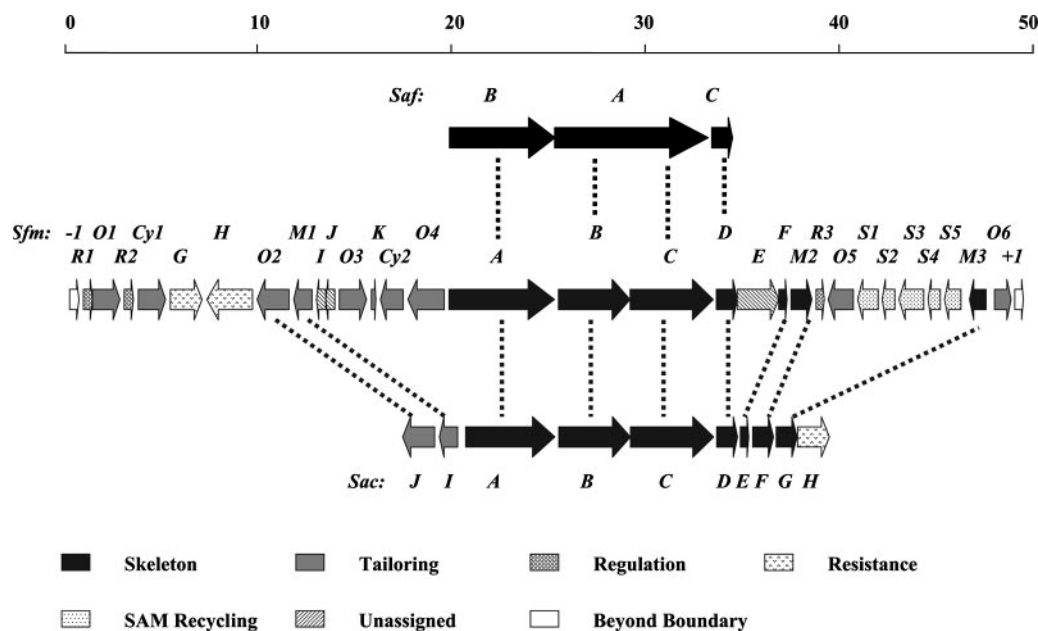 0 10 20 30 40 50
Saf: B A C
Sfm: -1 O1 Cy1 H M1 J K O4 F R3 S1 S3 S5 O6
R1 R2 G O2 I O3 Cy2 A B C D E M2 O5 S2 S4 M3 +1
Sac: J I A B C D E F G H
Skeleton Tailoring Regulation Resistance
SAM Recycling Unassigned Beyond Boundary